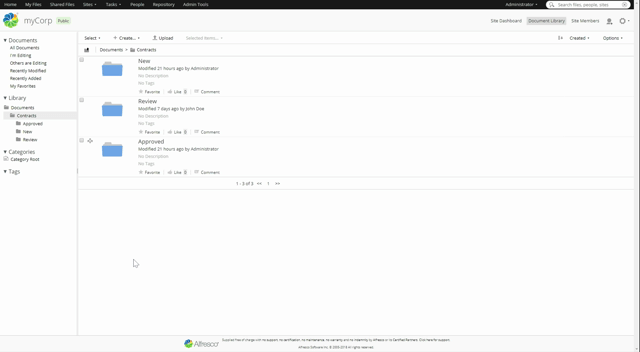 Home My Files Shared Files Sites Tasks People Repository Admin Tools Administrator Search files, people, sites
myCorp Public Site Dashboard Document Library Site Members
Documents
All Documents
I'm Editing
Others are Editing
Recently Modified
Recently Added
My Favorites
Library
Documents
Contracts
Approved
New
Review
Categories
Category Root
Tags
Select Create... Upload Selected Items... Created Options
Documents Contracts
New
Modified 21 hours ago by Administrator
No Description
No Tags
Favorite Like 0 Comment
Review
Modified 7 days ago by John Doe
No Description
No Tags
Favorite Like 0 Comment
Approved
Modified 21 hours ago by Administrator
No Description
No Tags
Favorite Like 0 Comment
1 - 3 of 3 << 1 >>
Alfresco